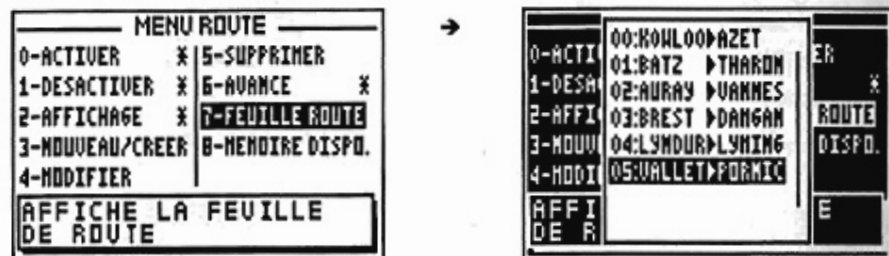 MENU ROUTE
0-ACTIVER *
1-DESACTIVER *
2-AFFICHAGE *
3-NOUVEAU/CREER
4-MODIFIER
5-SUPPRIMER
6-AVANCE *
7-FEUILLE ROUTE
8-MEMOIRE DISPO.
AFFICHE LA FEUILLE
DE ROUTE
→
0-ACTI
1-DESA
2-AFFI
3-NOUV
4-MODI
00:KOWLOO▶AZET
01:BATZ ▶THARON
02:AURAY ▶VANNES
03:BREST ▶DAMGAN
04:LYNDUR▶LYMING
05:VALLET▶PORNIC
ER
*
ROUTE
DISPO.
AFFI E
DE R